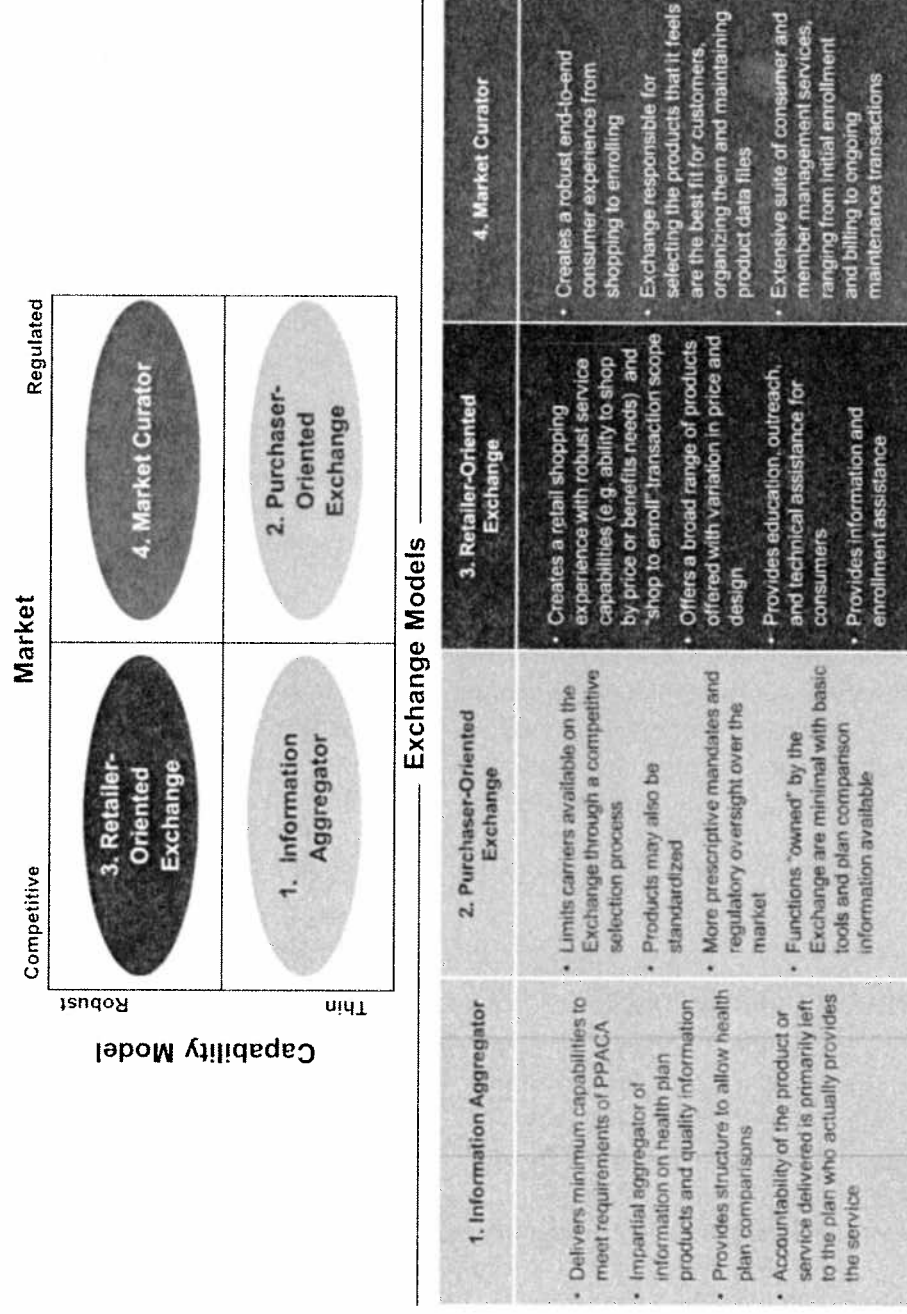 Market
Competitive
Regulated
Capability Model
Robust
Thin
3. Retailer-
Oriented
Exchange
4. Market Curator
1. Information
Aggregator
2. Purchaser-
Oriented
Exchange
Exchange Models
1. Information Aggregator
• Delivers minimum capabilities to
meet requirements of PPACA
• Impartial aggregator of
information on health plan
products and quality information
• Provides structure to allow health
plan comparisons
• Accountability of the product or
service delivered is primarily left
to the plan who actually provides
the service
2. Purchaser-Oriented
Exchange
• Limits carriers available on the
Exchange through a competitive
selection process
• Products may also be
standardized
• More prescriptive mandates and
regulatory oversight over the
market
• Functions "owned" by the
Exchange are minimal with basic
tools and plan comparison
information available
3. Retailer-Oriented
Exchange
• Creates a retail shopping
experience with robust service
capabilities (e.g. ability to shop
by price or benefits needs) and
"shop to enroll" transaction scope
• Offers a broad range of products
offered with variation in price and
design
• Provides education, outreach,
and technical assistance for
consumers
• Provides information and
enrollment assistance
4. Market Curator
• Creates a robust end-to-end
consumer experience from
shopping to enrolling
• Exchange responsible for
selecting the products that it feels
are the best fit for customers,
organizing them and maintaining
product data files
• Extensive suite of consumer and
member management services,
ranging from initial enrollment
and billing to ongoing
maintenance transactions